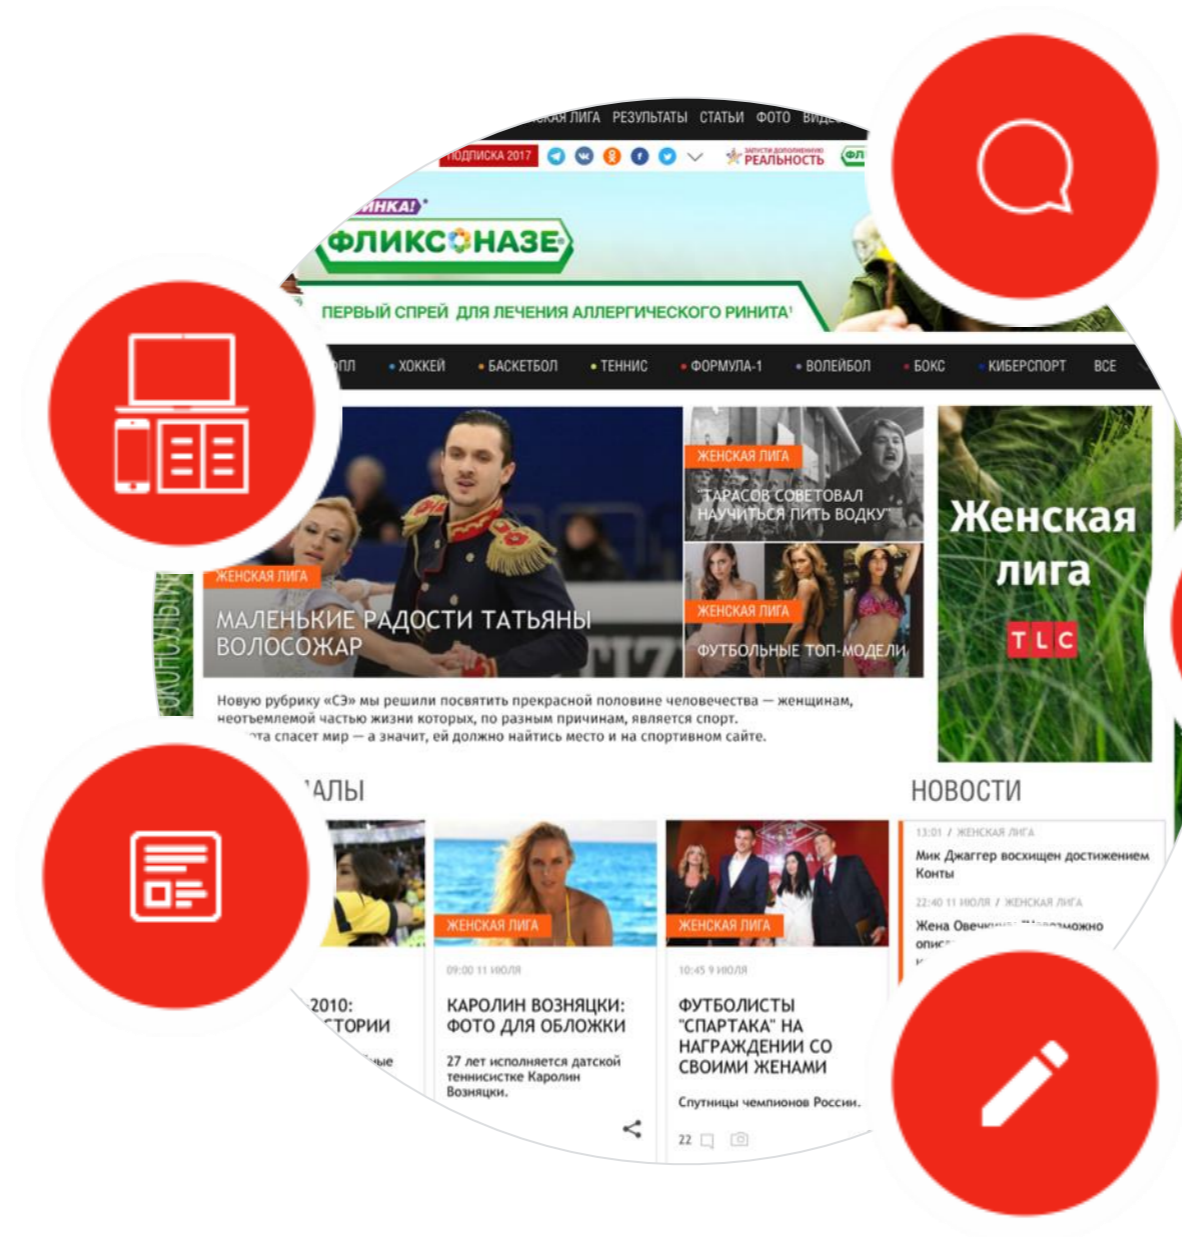 ЛИГА РЕЗУЛЬТАТЫ СТАТЬИ ФОТО
ПОДПИСКА 2017
ЗАПУСТИ ДОПОЛНЕННУЮ
РЕАЛЬНОСТЬ
ФЛИКСОНАЗЕ
ПЕРВЫЙ СПРЕЙ ДЛЯ ЛЕЧЕНИЯ АЛЛЕРГИЧЕСКОГО РИНИТА¹
ХОККЕЙ БАСКЕТБОЛ ТЕННИС ФОРМУЛА-1 ВОЛЕЙБОЛ БОКС КИБЕРСПОРТ ВСЕ
ЖЕНСКАЯ ЛИГА
МАЛЕНЬКИЕ РАДОСТИ ТАТЬЯНЫ
ВОЛОСОЖАР
ЖЕНСКАЯ ЛИГА
"ТАРАСОВ СОВЕТОВАЛ
НАУЧИТЬСЯ ПИТЬ ВОДКУ"
ЖЕНСКАЯ ЛИГА
ФУТБОЛЬНЫЕ ТОП-МОДЕЛИ
Женская
лига
TLC
Новую рубрику «СЭ» мы решили посвятить прекрасной половине человечества — женщинам,
неотъемлемой частью жизни которых, по разным причинам, является спорт.
спасет мир — а значит, ей должно найтись место и на спортивном сайте.
2010:
ЖЕНСКАЯ ЛИГА
09:00 11 ИЮЛЯ
КАРОЛИН ВОЗНЯЦКИ:
ФОТО ДЛЯ ОБЛОЖКИ
27 лет исполняется датской
теннисистке Каролин
Возняцки.
ЖЕНСКАЯ ЛИГА
10:45 9 ИЮЛЯ
ФУТБОЛИСТЫ
"СПАРТАКА" НА
НАГРАЖДЕНИИ СО
СВОИМИ ЖЕНАМИ
Спутницы чемпионов России.
22
НОВОСТИ
13:01 / ЖЕНСКАЯ ЛИГА
Мик Джаггер восхищен достижением
Конты
22:40 11 ИЮЛЯ / ЖЕНСКАЯ ЛИГА
Жена